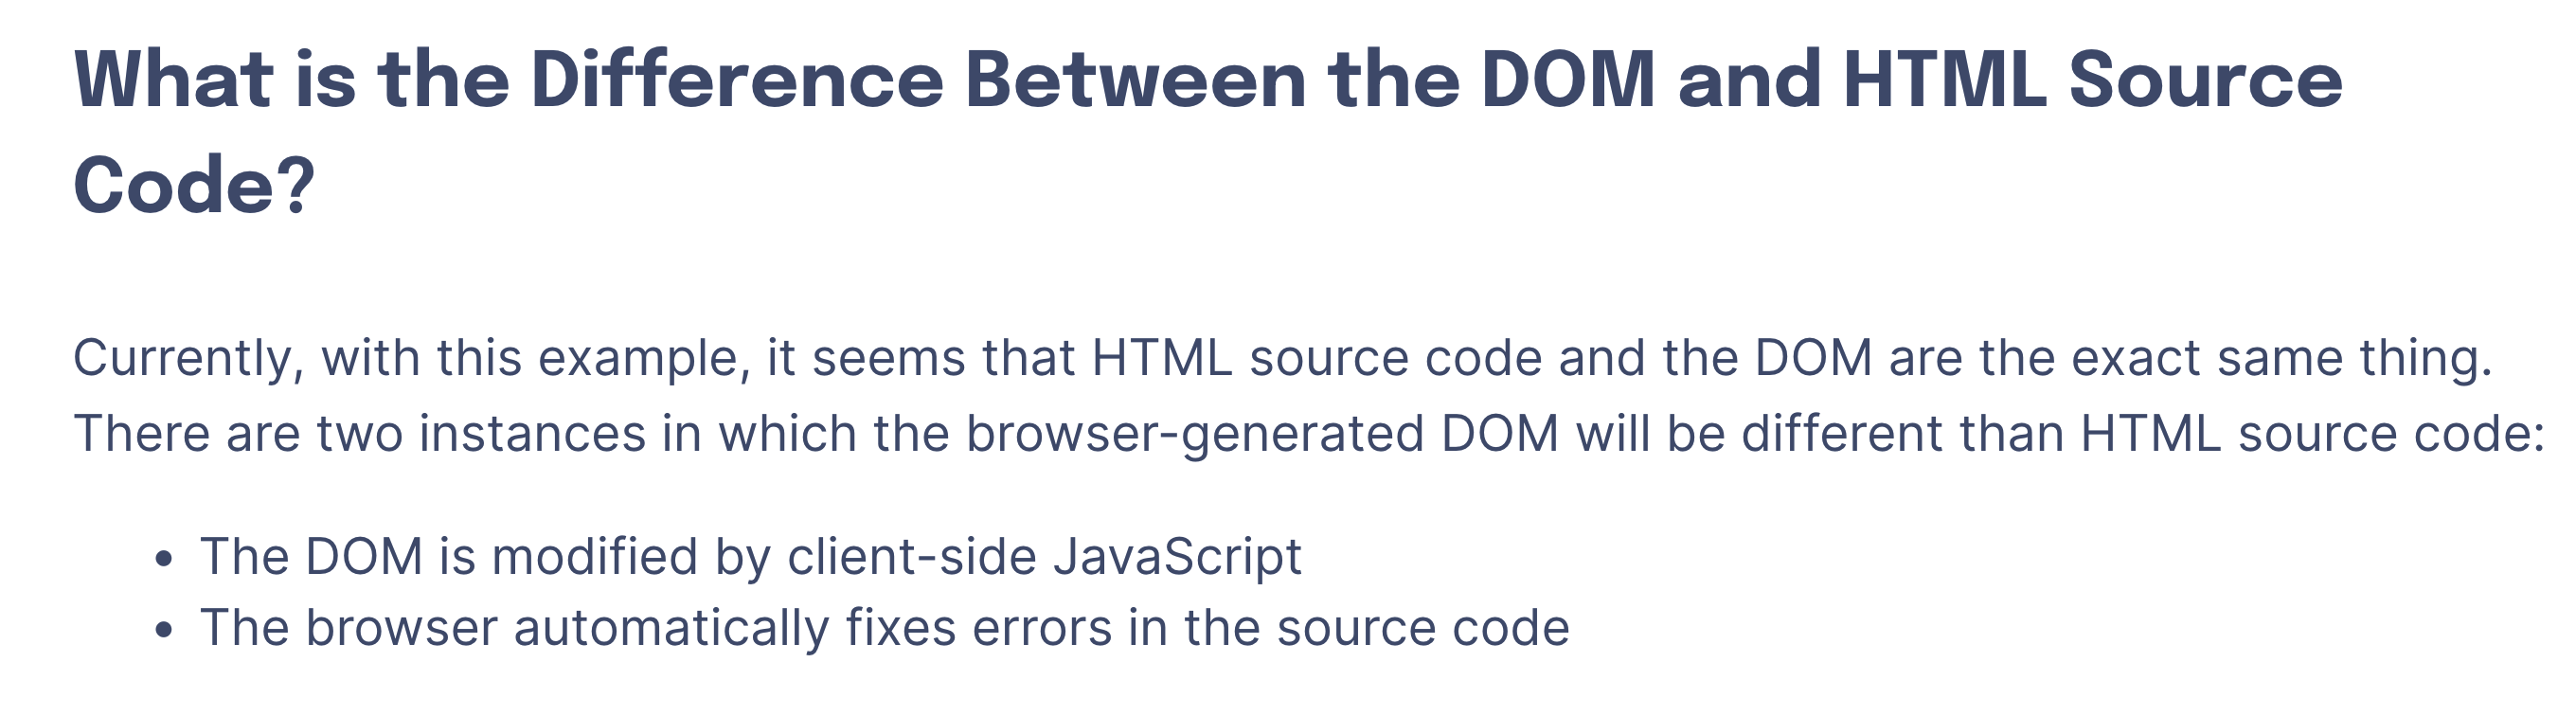 What is the Difference Between the DOM and HTML Source
Code?
Currently, with this example, it seems that HTML source code and the DOM are the exact same thing.
There are two instances in which the browser-generated DOM will be different than HTML source code:
• The DOM is modified by client-side JavaScript
• The browser automatically fixes errors in the source code